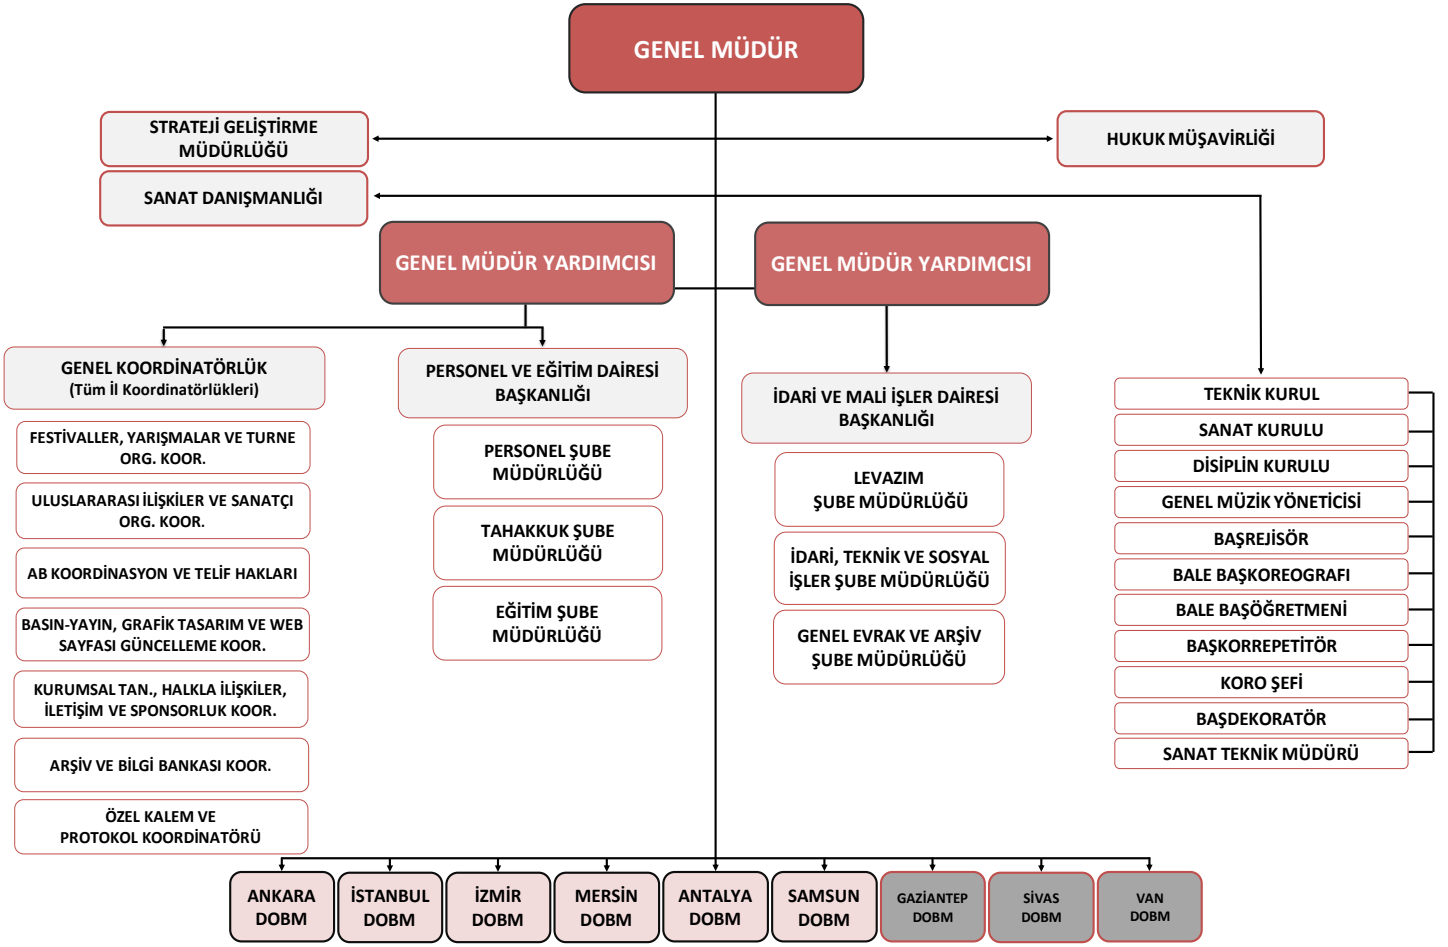 GENEL MÜDÜR
STRATEJİ GELİŞTİRME
MÜDÜRLÜĞÜ
HUKUK MÜŞAVİRLİĞİ
SANAT DANIŞMANLIĞI
GENEL MÜDÜR YARDIMCISI
GENEL MÜDÜR YARDIMCISI
GENEL KOORDİNATÖRLÜK
(Tüm İl Koordinatörlükleri)
FESTİVALLER, YARIŞMALAR VE TURNE
ORG. KOOR.
ULUSLARARASI İLİŞKİLER VE SANATÇI
ORG. KOOR.
AB KOORDİNASYON VE TELİF HAKLARI
BASIN-YAYIN, GRAFİK TASARIM VE WEB
SAYFASI GÜNCELLEME KOOR.
KURUMSAL TAN., HALKLA İLİŞKİLER,
İLETİŞİM VE SPONSORLUK KOOR.
ARŞİV VE BİLGİ BANKASI KOOR.
ÖZEL KALEM VE
PROTOKOL KOORDİNATÖRÜ
PERSONEL VE EĞİTİM DAİRESİ
BAŞKANLIĞI
PERSONEL ŞUBE
MÜDÜRLÜĞÜ
TAHAKKUK ŞUBE
MÜDÜRLÜĞÜ
EĞİTİM ŞUBE
MÜDÜRLÜĞÜ
İDARİ VE MALİ İŞLER DAİRESİ
BAŞKANLIĞI
LEVAZIM
ŞUBE MÜDÜRLÜĞÜ
İDARİ, TEKNİK VE SOSYAL
İŞLER ŞUBE MÜDÜRLÜĞÜ
GENEL EVRAK VE ARŞİV
ŞUBE MÜDÜRLÜĞÜ
TEKNİK KURUL
SANAT KURULU
DİSİPLİN KURULU
GENEL MÜZİK YÖNETİCİSİ
BAŞREJİSÖR
BALE BAŞKOREOGRAFI
BALE BAŞÖĞRETMENİ
BAŞKORREPETİTÖR
KORO ŞEFİ
BAŞDEKORATÖR
SANAT TEKNİK MÜDÜRÜ
ANKARA
DOBM
İSTANBUL
DOBM
İZMİR
DOBM
MERSİN
DOBM
ANTALYA
DOBM
SAMSUN
DOBM
GAZİANTEP
DOBM
SİVAS
DOBM
VAN
DOBM